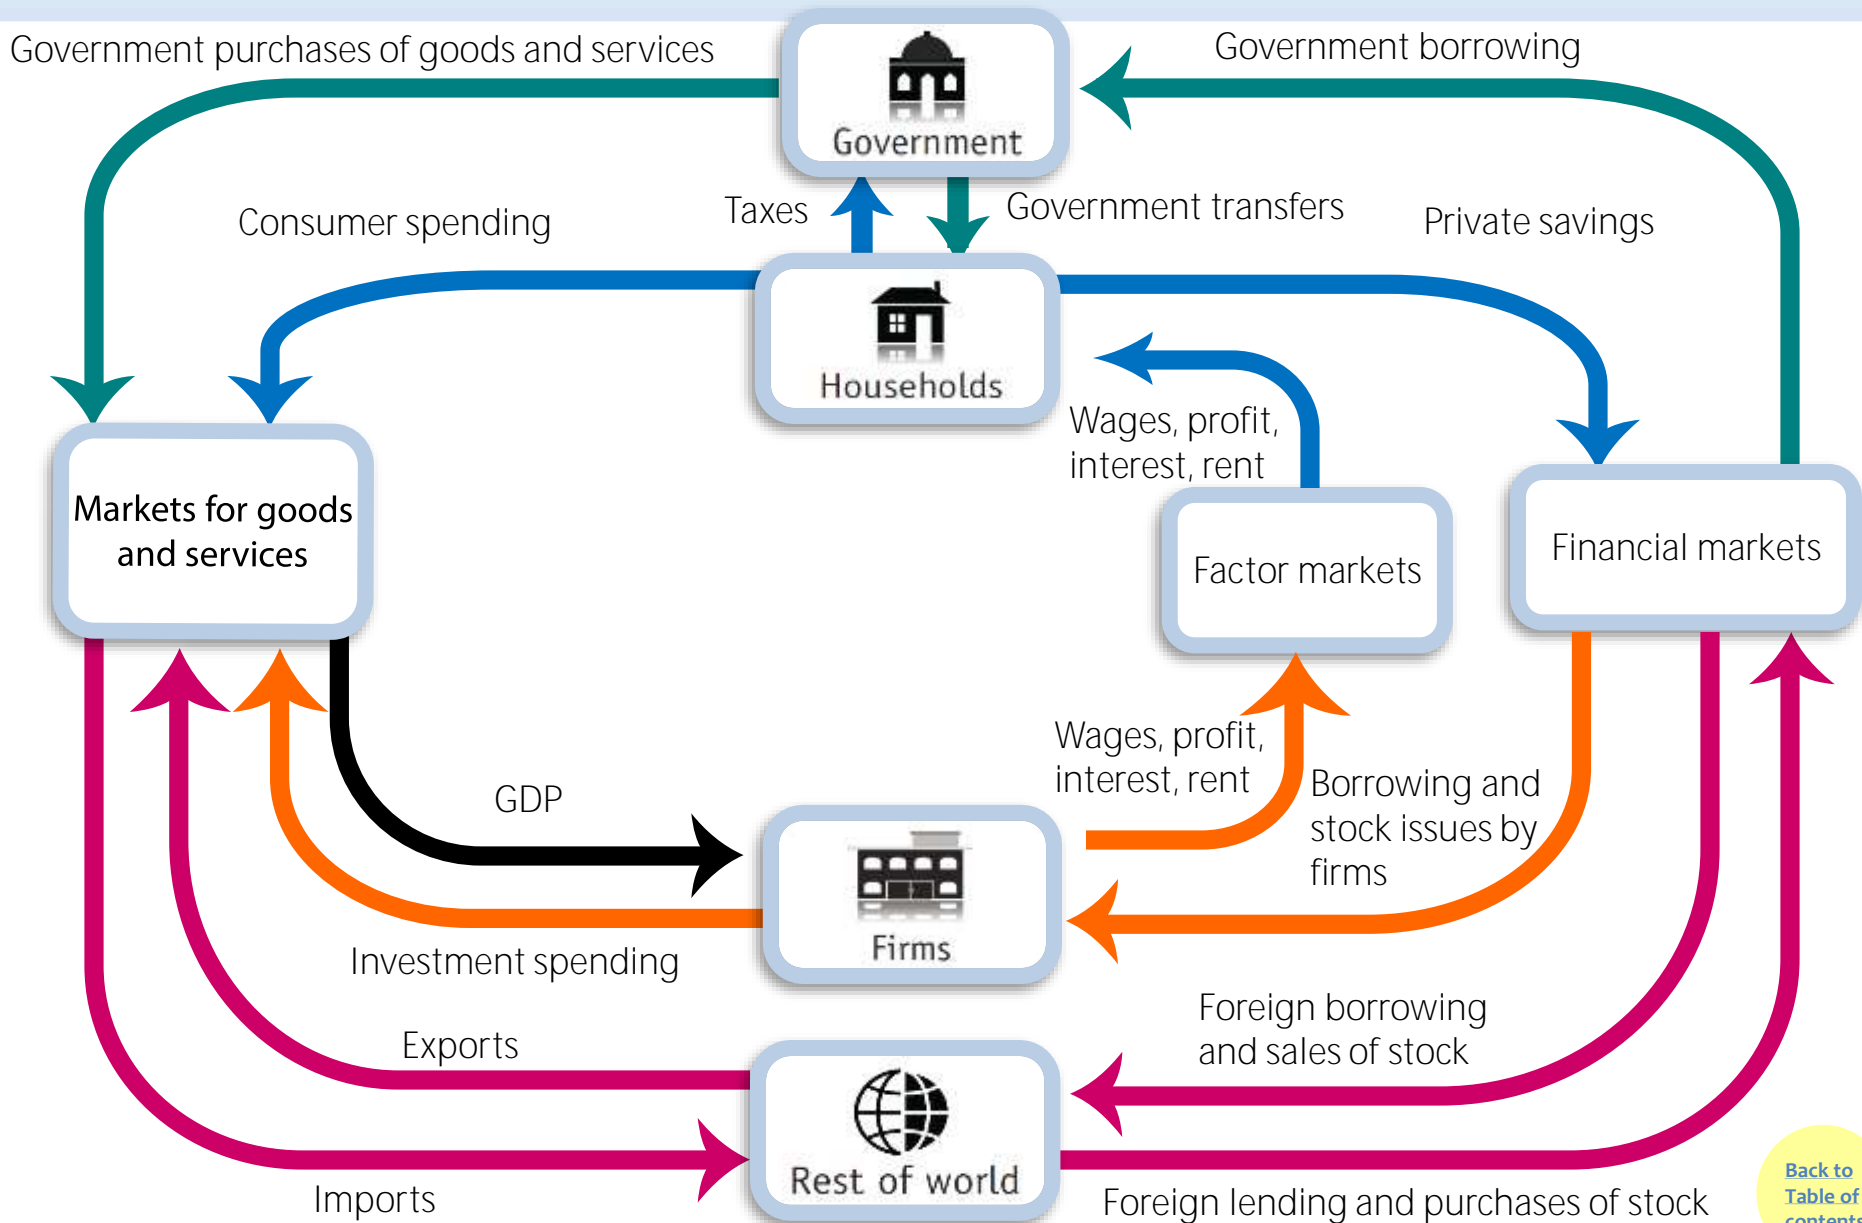 Government purchases of goods and services
Government borrowing
Government
Consumer spending
Taxes
Government transfers
Private savings
Households
Wages, profit,
interest, rent
Markets for goods
and services
Factor markets
Financial markets
Wages, profit,
interest, rent
GDP
Borrowing and
stock issues by
firms
Firms
Investment spending
Exports
Foreign borrowing
and sales of stock
Rest of world
Imports
Foreign lending and purchases of stock
Back to
Table of
contents